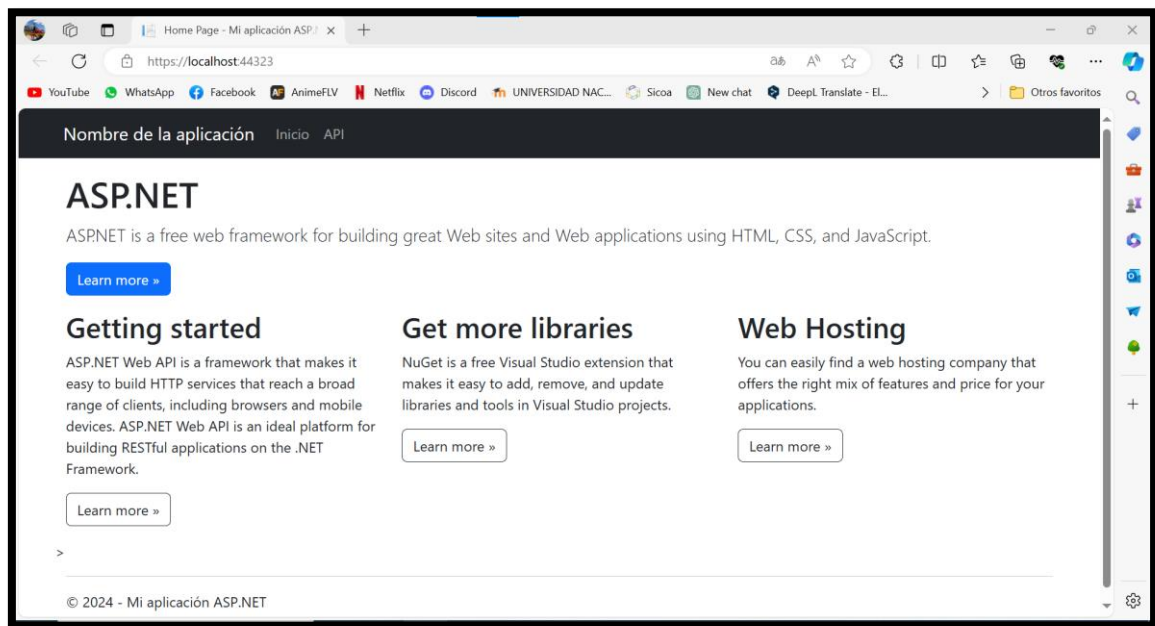 Home Page - Mi aplicación ASP.
https://localhost:44323
YouTube WhatsApp Facebook AnimeFLV Netflix Discord UNIVERSIDAD NAC... Sicoa New chat DeepL Translate - El... Otros favoritos
Nombre de la aplicación Inicio API
ASP.NET
ASP.NET is a free web framework for building great Web sites and Web applications using HTML, CSS, and JavaScript.
Learn more »
Getting started
ASP.NET Web API is a framework that makes it
easy to build HTTP services that reach a broad
range of clients, including browsers and mobile
devices. ASP.NET Web API is an ideal platform for
building RESTful applications on the .NET
Framework.
Learn more »
Get more libraries
NuGet is a free Visual Studio extension that
makes it easy to add, remove, and update
libraries and tools in Visual Studio projects.
Learn more »
Web Hosting
You can easily find a web hosting company that
offers the right mix of features and price for your
applications.
Learn more »
>
© 2024 - Mi aplicación ASP.NET